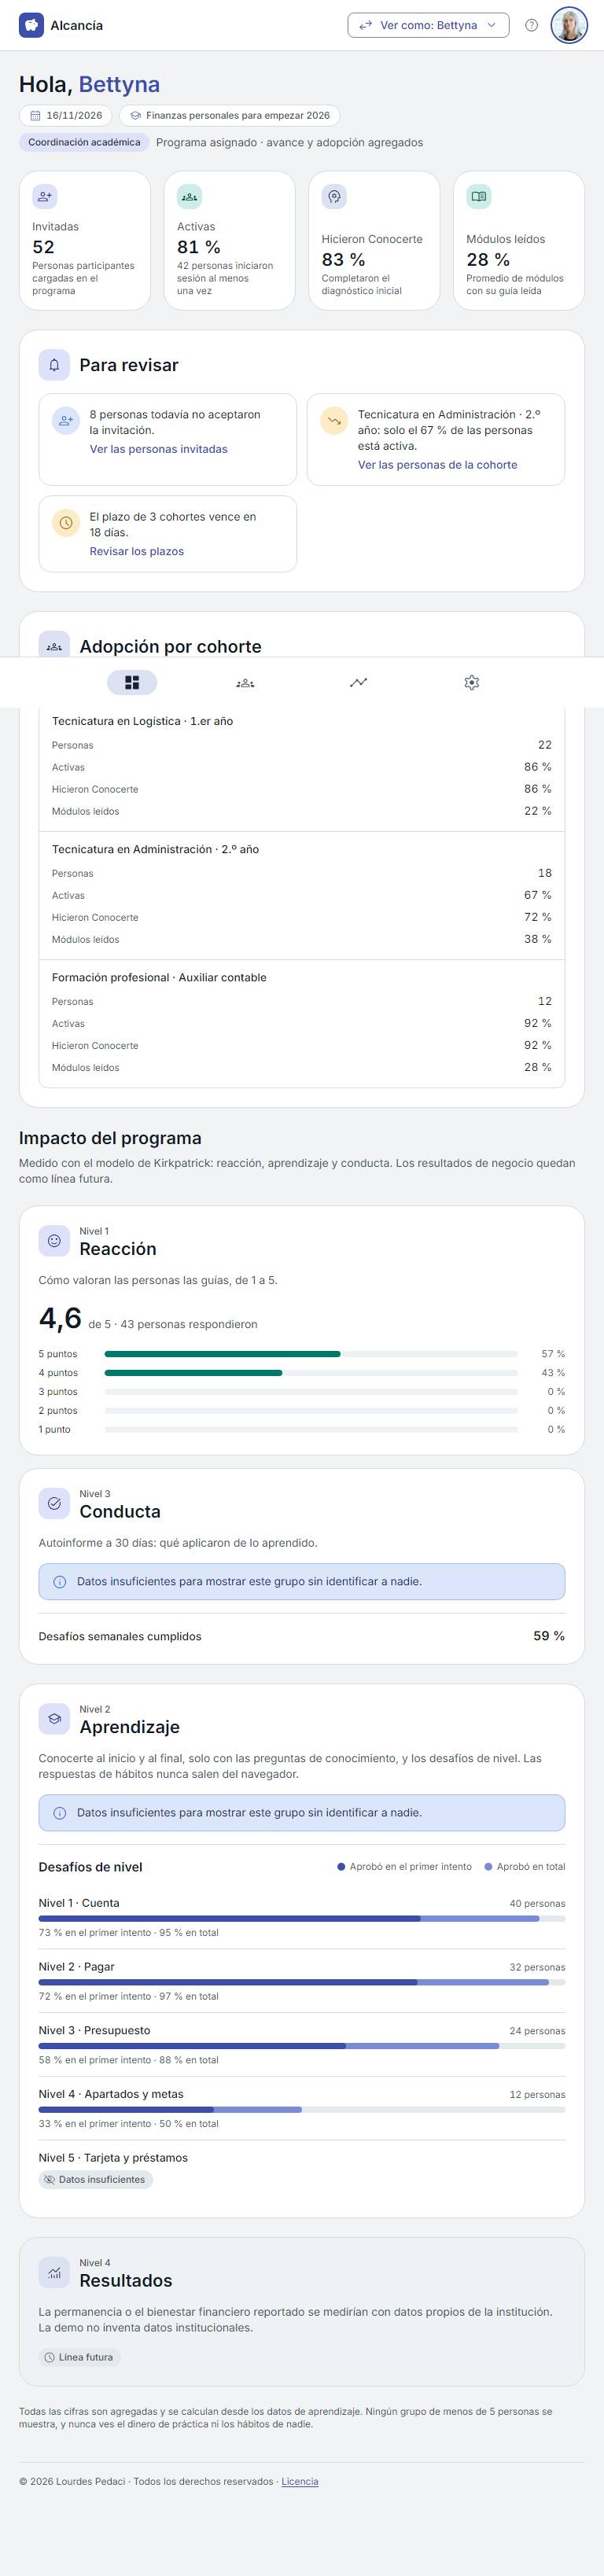 Alcancía
Ver como: Bettyna
Hola, Bettyna
16/11/2026
Finanzas personales para empezar 2026
Coordinación académica
Programa asignado · avance y adopción agregados
Invitadas
52
Personas participantes
cargadas en el
programa
Activas
81 %
42 personas iniciaron
sesión al menos
una vez
Hicieron Conocerte
83 %
Completaron el
diagnóstico inicial
Módulos leídos
28 %
Promedio de módulos
con su guía leída
Para revisar
8 personas todavía no aceptaron
la invitación.
Ver las personas invitadas
Tecnicatura en Administración · 2.º
año: solo el 67 % de las personas
está activa.
Ver las personas de la cohorte
El plazo de 3 cohortes vence en
18 días.
Revisar los plazos
Adopción por cohorte
Tecnicatura en Logística · 1.er año
Personas 22
Activas 86 %
Hicieron Conocerte 86 %
Módulos leídos 22 %
Tecnicatura en Administración · 2.º año
Personas 18
Activas 67 %
Hicieron Conocerte 72 %
Módulos leídos 38 %
Formación profesional · Auxiliar contable
Personas 12
Activas 92 %
Hicieron Conocerte 92 %
Módulos leídos 28 %
Impacto del programa
Medido con el modelo de Kirkpatrick: reacción, aprendizaje y conducta. Los resultados de negocio quedan
como línea futura.
Nivel 1
Reacción
Cómo valoran las personas las guías, de 1 a 5.
4,6 de 5 · 43 personas respondieron
5 puntos 57 %
4 puntos 43 %
3 puntos 0 %
2 puntos 0 %
1 punto 0 %
Nivel 3
Conducta
Autoinforme a 30 días: qué aplicaron de lo aprendido.
Datos insuficientes para mostrar este grupo sin identificar a nadie.
Desafíos semanales cumplidos 59 %
Nivel 2
Aprendizaje
Conocerte al inicio y al final, solo con las preguntas de conocimiento, y los desafíos de nivel. Las
respuestas de hábitos nunca salen del navegador.
Datos insuficientes para mostrar este grupo sin identificar a nadie.
Desafíos de nivel
Aprobó en el primer intento
Aprobó en total
Nivel 1 · Cuenta 40 personas
73 % en el primer intento · 95 % en total
Nivel 2 · Pagar 32 personas
72 % en el primer intento · 97 % en total
Nivel 3 · Presupuesto 24 personas
58 % en el primer intento · 88 % en total
Nivel 4 · Apartados y metas 12 personas
33 % en el primer intento · 50 % en total
Nivel 5 · Tarjeta y préstamos
Datos insuficientes
Nivel 4
Resultados
La permanencia o el bienestar financiero reportado se medirían con datos propios de la institución.
La demo no inventa datos institucionales.
Línea futura
Todas las cifras son agregadas y se calculan desde los datos de aprendizaje. Ningún grupo de menos de 5 personas se
muestra, y nunca ves el dinero de práctica ni los hábitos de nadie.
© 2026 Lourdes Pedaci · Todos los derechos reservados · Licencia